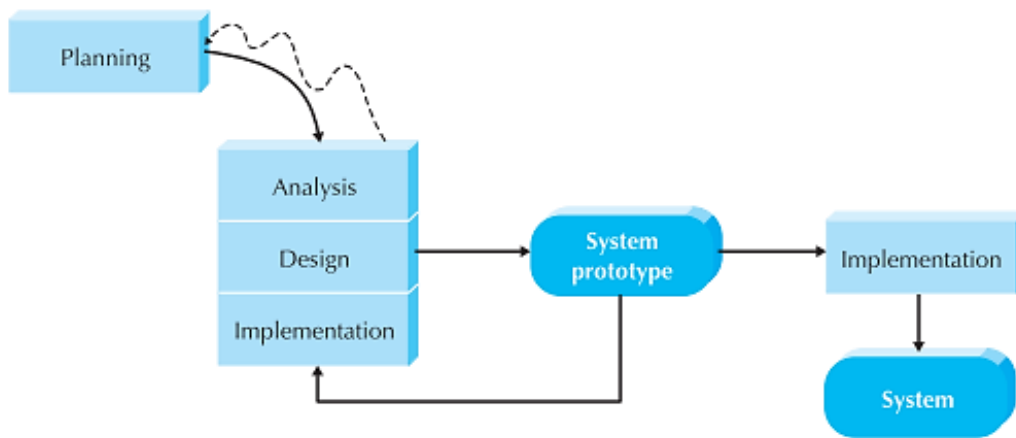 Planning
Analysis
Design
Implementation
System
prototype
Implementation
System